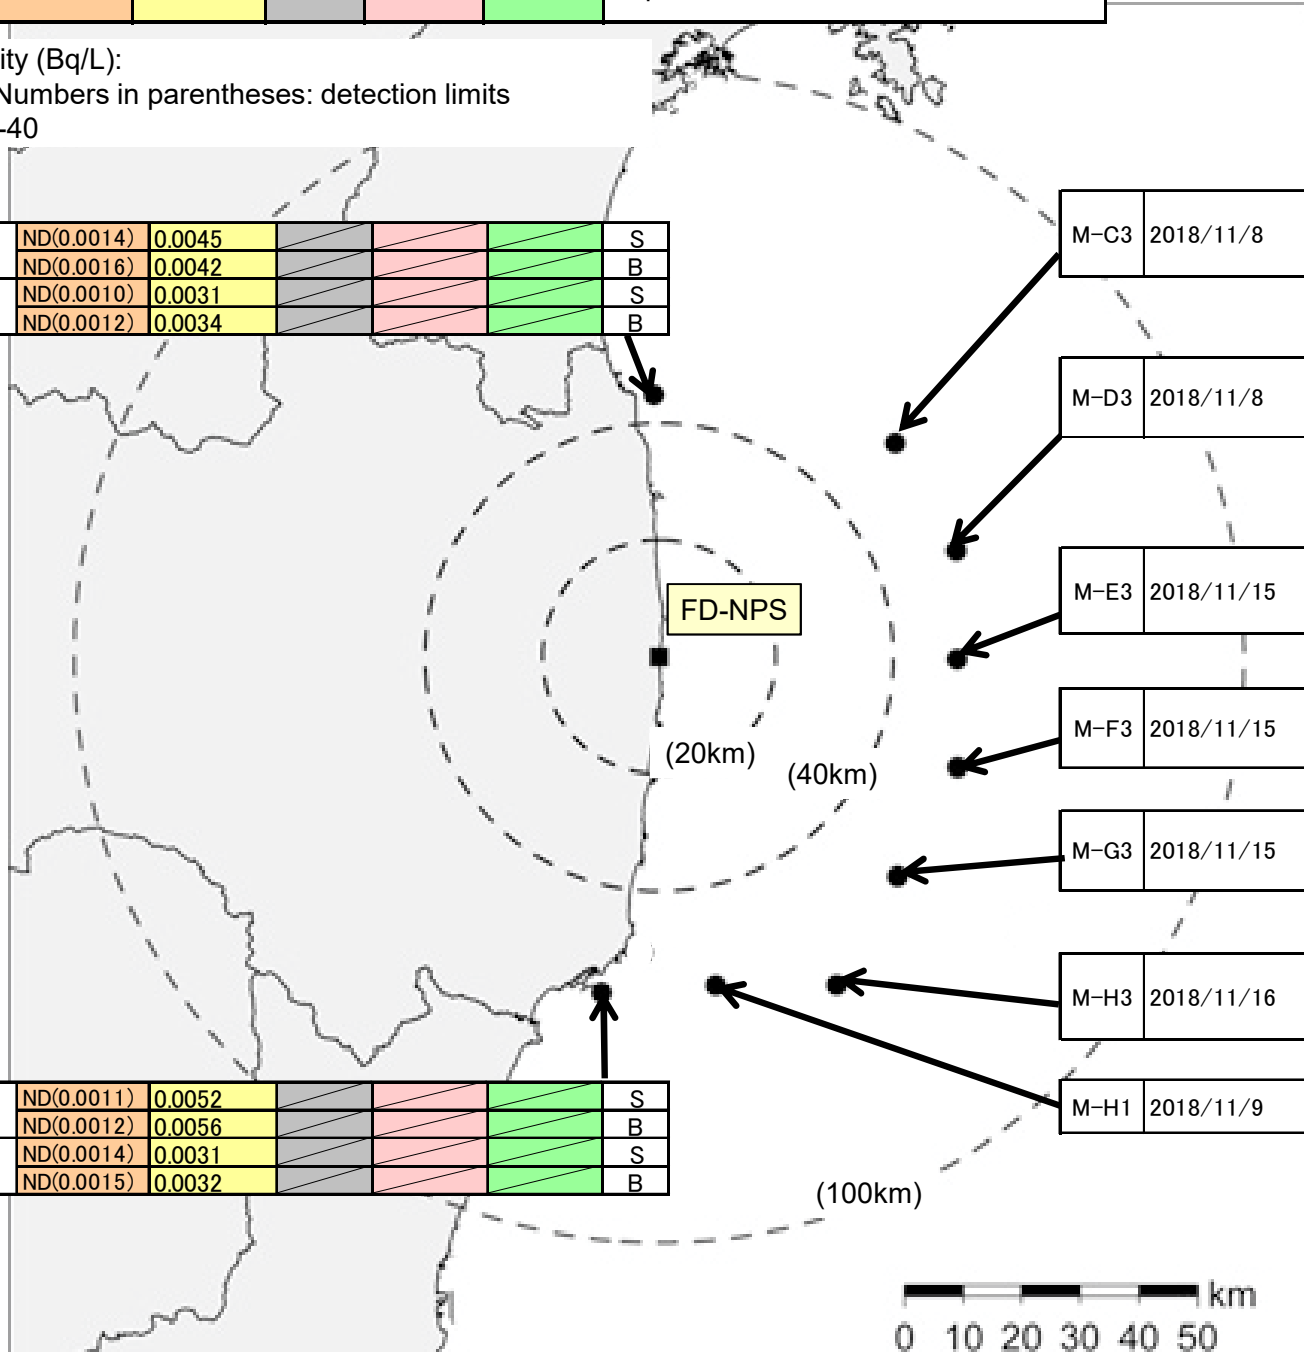 ity (Bq/L):
Numbers in parentheses: detection limits
-40
M-C3 2018/11/8
ND(0.0014) 0.0045 S
ND(0.0016) 0.0042 B
ND(0.0010) 0.0031 S
ND(0.0012) 0.0034 B
M-D3 2018/11/8
M-E3 2018/11/15
FD-NPS
M-F3 2018/11/15
(20km)
(40km)
M-G3 2018/11/15
M-H3 2018/11/16
M-H1 2018/11/9
ND(0.0011) 0.0052 S
ND(0.0012) 0.0056 B
ND(0.0014) 0.0031 S
ND(0.0015) 0.0032 B
(100km)
km
0 10 20 30 40 50